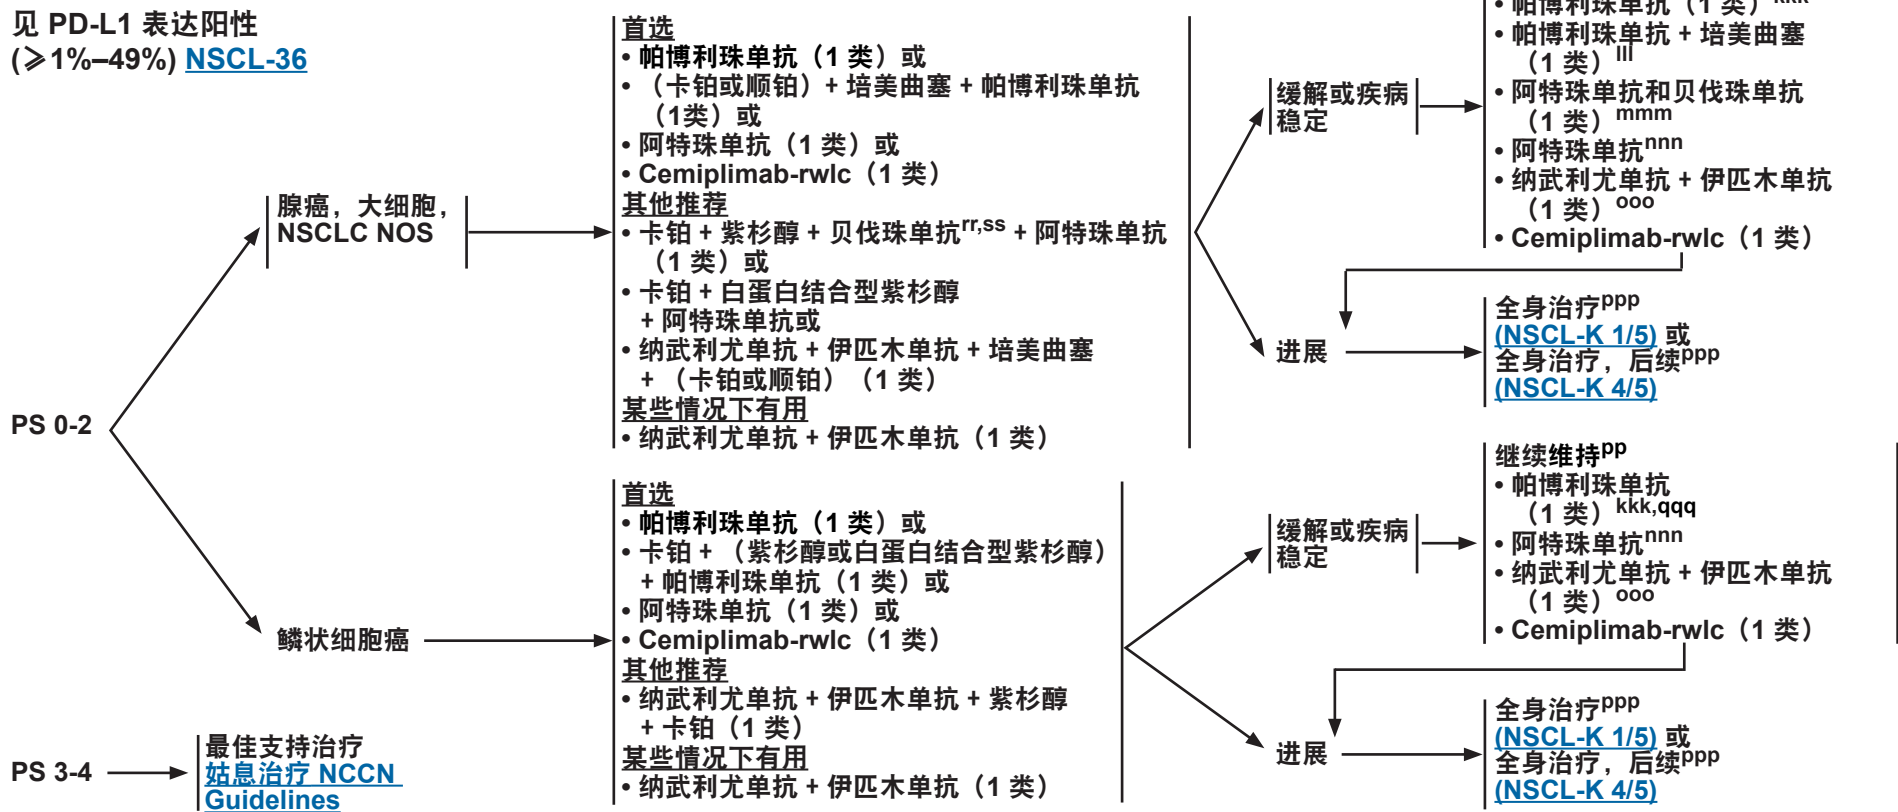 见 PD-L1 表达阳性
(≥1%–49%) NSCL-36
PS 0-2
腺癌，大细胞，
NSCLC NOS
首选
• 帕博利珠单抗（1 类）或
• （卡铂或顺铂）+ 培美曲塞 + 帕博利珠单抗
（1类）或
• 阿特珠单抗（1 类）或
• Cemiplimab-rwlc（1 类）
其他推荐
• 卡铂 + 紫杉醇 + 贝伐珠单抗rr,ss + 阿特珠单抗
（1 类）或
• 卡铂 + 白蛋白结合型紫杉醇
+ 阿特珠单抗或
• 纳武利尤单抗 + 伊匹木单抗 + 培美曲塞
+ （卡铂或顺铂）（1 类）
某些情况下有用
• 纳武利尤单抗 + 伊匹木单抗（1 类）
缓解或疾病
稳定
• 帕博利珠单抗（1 类）kkk
• 帕博利珠单抗 + 培美曲塞
（1 类）lll
• 阿特珠单抗和贝伐珠单抗
（1 类）mmm
• 阿特珠单抗nnn
• 纳武利尤单抗 + 伊匹木单抗
（1 类）ooo
• Cemiplimab-rwlc（1 类）
进展
全身治疗ppp
(NSCL-K 1/5) 或
全身治疗，后续ppp
(NSCL-K 4/5)
鳞状细胞癌
首选
• 帕博利珠单抗（1 类）或
• 卡铂 + （紫杉醇或白蛋白结合型紫杉醇）
+ 帕博利珠单抗（1 类）或
• 阿特珠单抗（1 类）或
• Cemiplimab-rwlc（1 类）
其他推荐
• 纳武利尤单抗 + 伊匹木单抗 + 紫杉醇
+ 卡铂（1 类）
某些情况下有用
• 纳武利尤单抗 + 伊匹木单抗（1 类）
缓解或疾病
稳定
继续维持pp
• 帕博利珠单抗
（1 类）kkk,qqq
• 阿特珠单抗nnn
• 纳武利尤单抗 + 伊匹木单抗
（1 类）ooo
• Cemiplimab-rwlc（1 类）
进展
全身治疗ppp
(NSCL-K 1/5) 或
全身治疗，后续ppp
(NSCL-K 4/5)
PS 3-4
最佳支持治疗
姑息治疗 NCCN
Guidelines